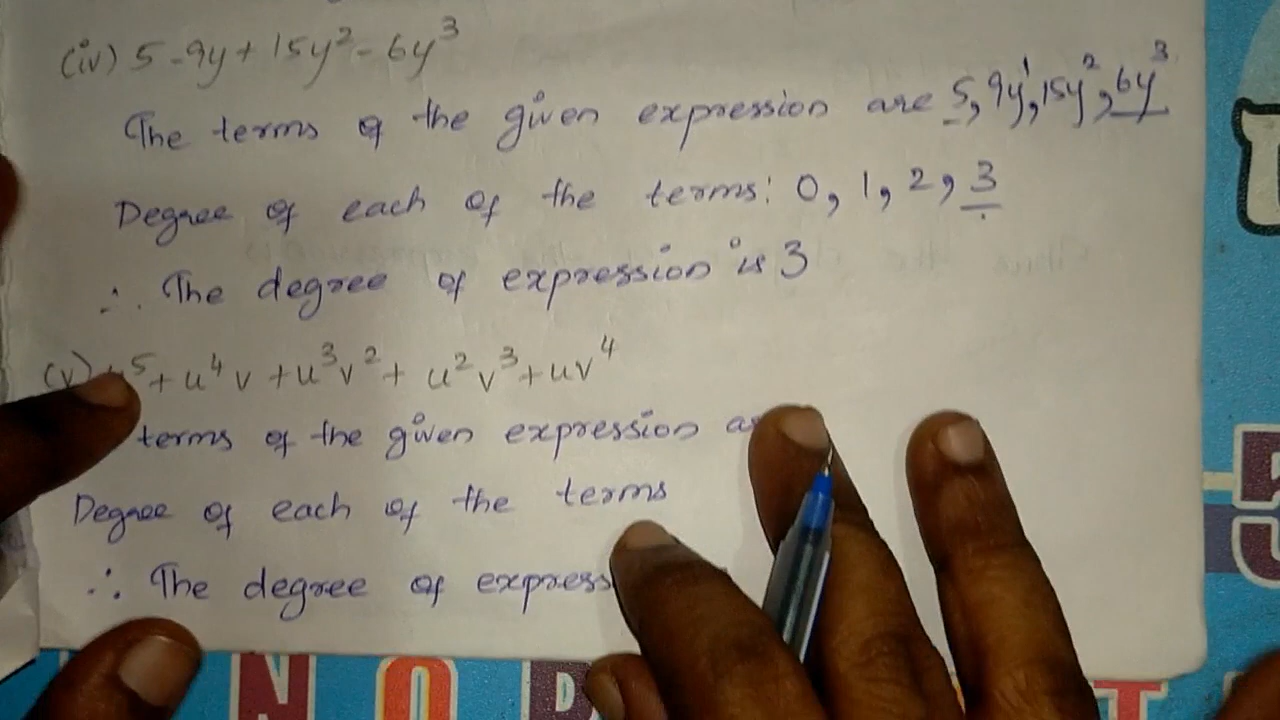 (iv) 5 - 9y + 15y² - 6y³
The terms of the given expression are 5, 9y¹, 15y², 6y³
Degree of each of the terms: 0, 1, 2, 3
∴ The degree of expression is 3
(v) u⁵ + u⁴v + u³v² + u²v³ + uv⁴
terms of the given expression
Degree of each of the terms
∴ The degree of express
NO
T
5